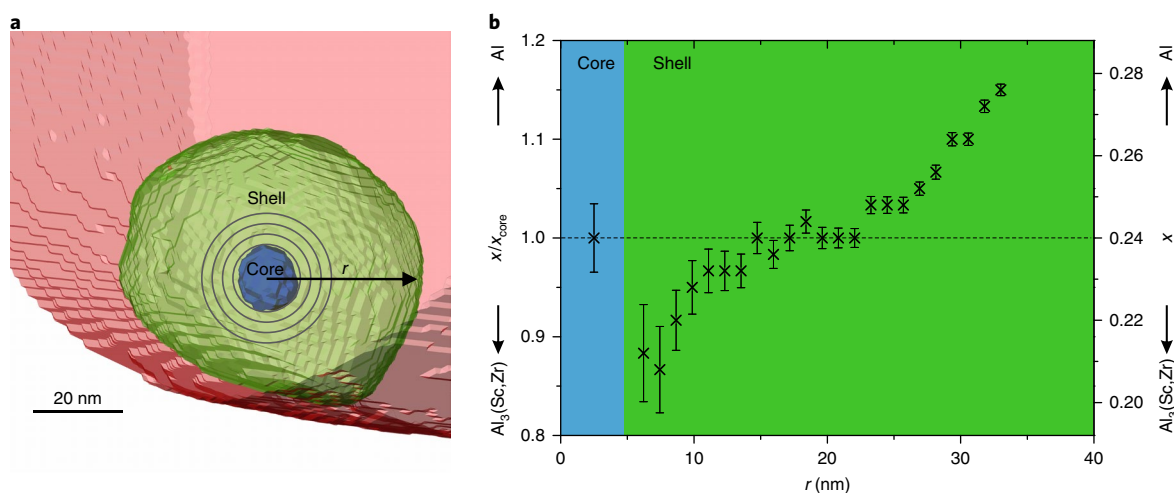 a
Shell
Core
r
20 nm
b
Core
Shell
Al
x/x_core
Al₃(Sc,Zr)
1.2
1.1
1.0
0.9
0.8
0
10
20
30
40
r (nm)
0.28
0.26
0.24
0.22
0.20
Al
x
Al₃(Sc,Zr)